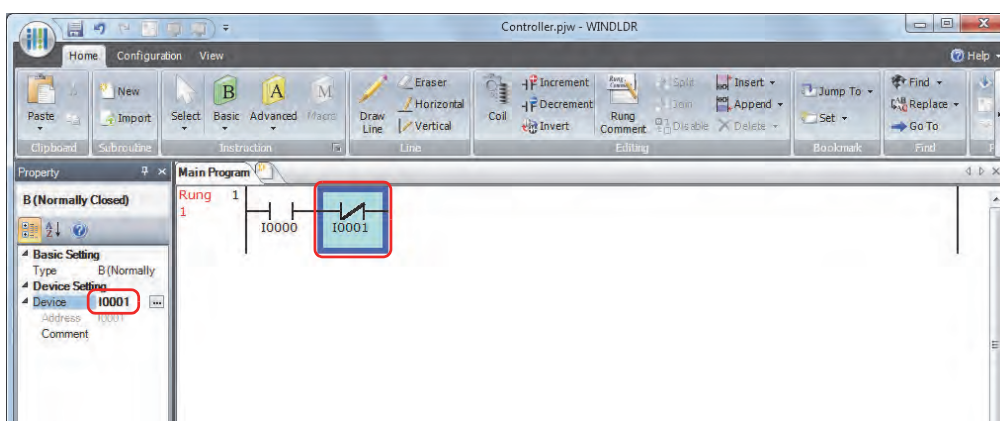 Controller.pjw - WINDLDR
Home Configuration View Help
Paste New Import
Select Basic Advanced Macro
B A M
Draw Line Eraser Horizontal Vertical
Coil Increment Decrement Invert
Rung Comment Split Join Disable Insert Append Delete
Jump To Set
Find Replace Go To
Clipboard Subroutine Instruction Line Editing Bookmark Find
Property
B (Normally Closed)
Basic Setting
Type B (Normally
Device Setting
Device I0001 ...
Address I0001
Comment
Main Program
Rung 1
1
I0000 I0001